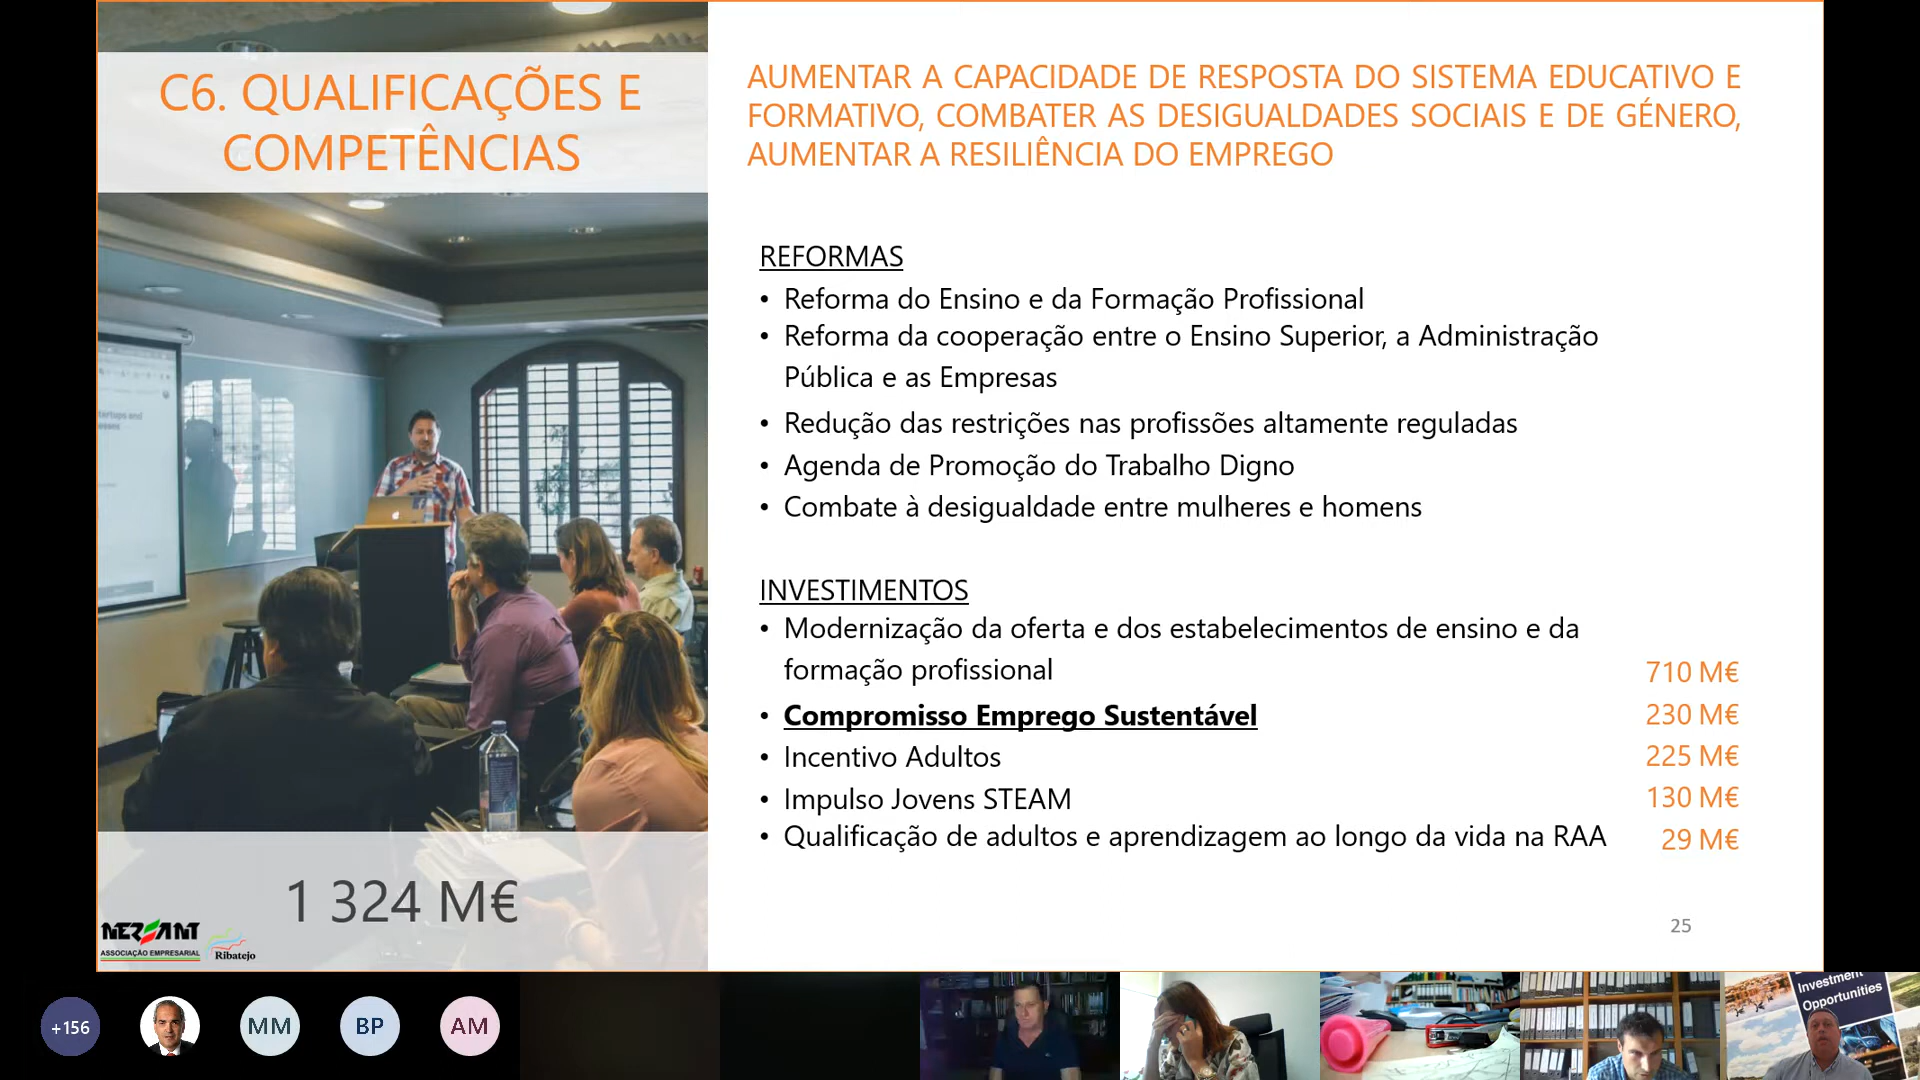 C6. QUALIFICAÇÕES E
COMPETÊNCIAS
1 324 M€
NERSANT
ASSOCIAÇÃO EMPRESARIAL
Ribatejo
AUMENTAR A CAPACIDADE DE RESPOSTA DO SISTEMA EDUCATIVO E
FORMATIVO, COMBATER AS DESIGUALDADES SOCIAIS E DE GÉNERO,
AUMENTAR A RESILIÊNCIA DO EMPREGO
REFORMAS
• Reforma do Ensino e da Formação Profissional
• Reforma da cooperação entre o Ensino Superior, a Administração
Pública e as Empresas
• Redução das restrições nas profissões altamente reguladas
• Agenda de Promoção do Trabalho Digno
• Combate à desigualdade entre mulheres e homens
INVESTIMENTOS
• Modernização da oferta e dos estabelecimentos de ensino e da
formação profissional 710 M€
• Compromisso Emprego Sustentável 230 M€
• Incentivo Adultos 225 M€
• Impulso Jovens STEAM 130 M€
• Qualificação de adultos e aprendizagem ao longo da vida na RAA 29 M€
25
+156
MM
BP
AM
Investment
Opportunities